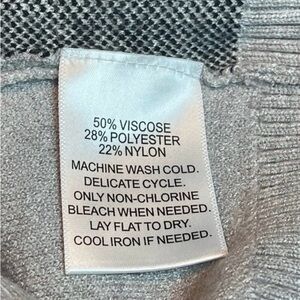 50% VISCOSE
28% POLYESTER
22% NYLON
MACHINE WASH COLD.
DELICATE CYCLE.
ONLY NON-CHLORINE
BLEACH WHEN NEEDED.
LAY FLAT TO DRY.
COOL IRON IF NEEDED.